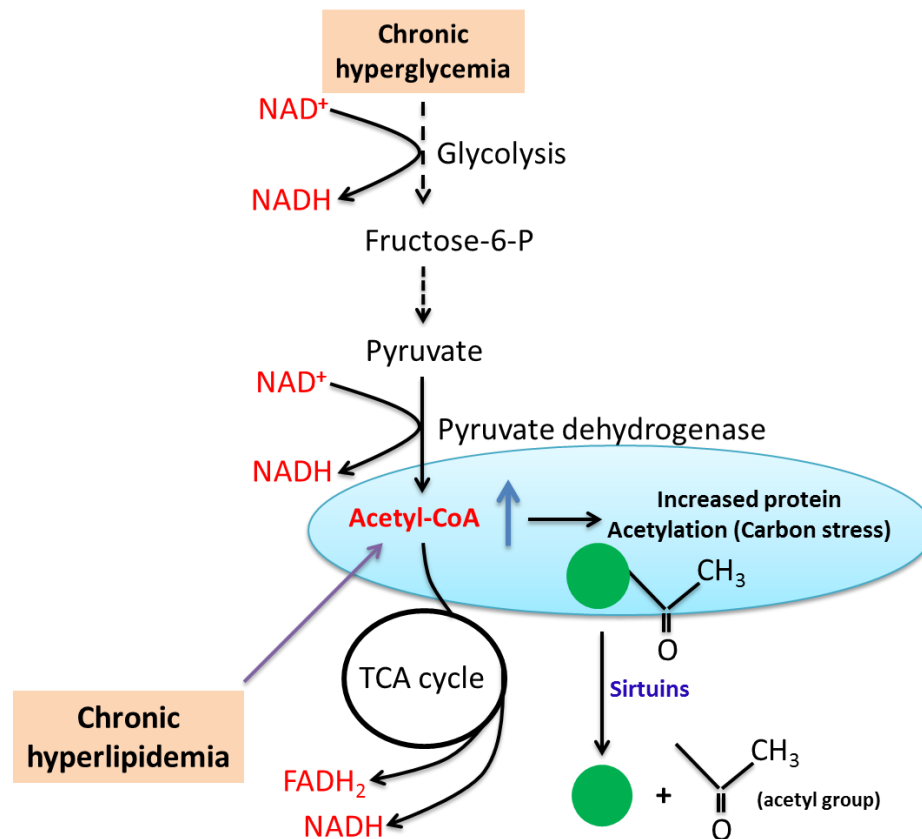 Chronic
hyperglycemia
NAD⁺
Glycolysis
NADH
Fructose-6-P
Pyruvate
NAD⁺
Pyruvate dehydrogenase
NADH
Acetyl-CoA
Increased protein
Acetylation (Carbon stress)
CH₃
O
TCA cycle
Sirtuins
Chronic
hyperlipidemia
FADH₂
NADH
+
CH₃
(acetyl group)
O